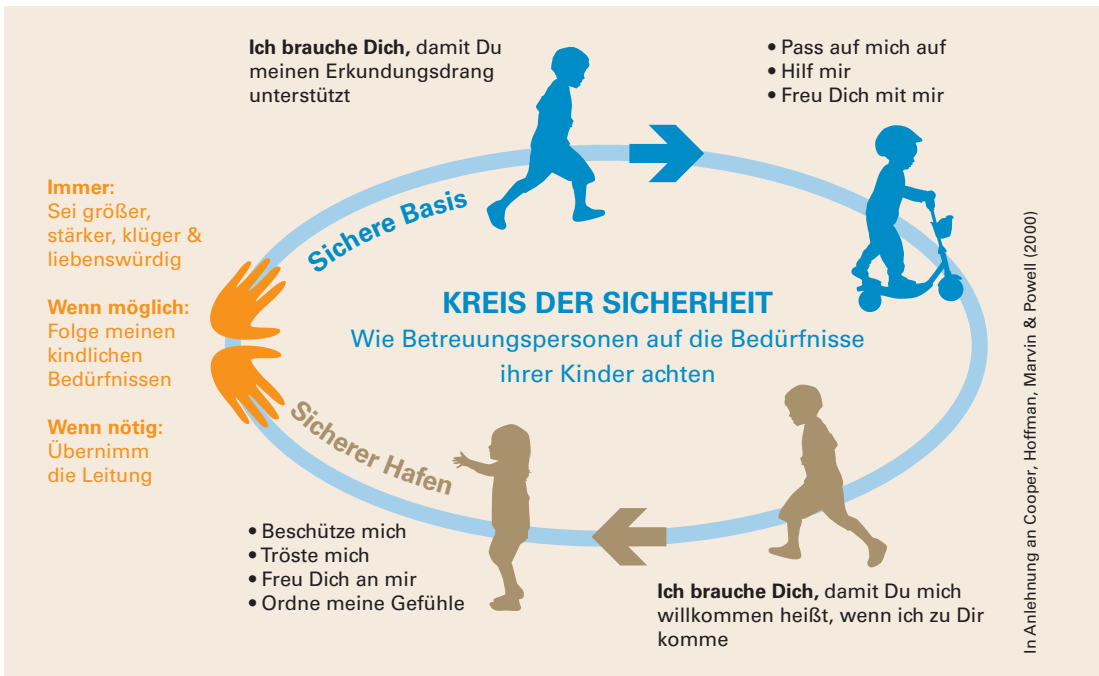 Ich brauche Dich, damit Du
meinen Erkundungsdrang
unterstützt
• Pass auf mich auf
• Hilf mir
• Freu Dich mit mir
Immer:
Sei größer,
stärker, klüger &
liebenswürdig
Wenn möglich:
Folge meinen
kindlichen
Bedürfnissen
Wenn nötig:
Übernimm
die Leitung
Sichere Basis
KREIS DER SICHERHEIT
Wie Betreuungspersonen auf die Bedürfnisse
ihrer Kinder achten
Sicherer Hafen
• Beschütze mich
• Tröste mich
• Freu Dich an mir
• Ordne meine Gefühle
Ich brauche Dich, damit Du mich
willkommen heißt, wenn ich zu Dir
komme
In Anlehnung an Cooper, Hoffman, Marvin & Powell (2000)